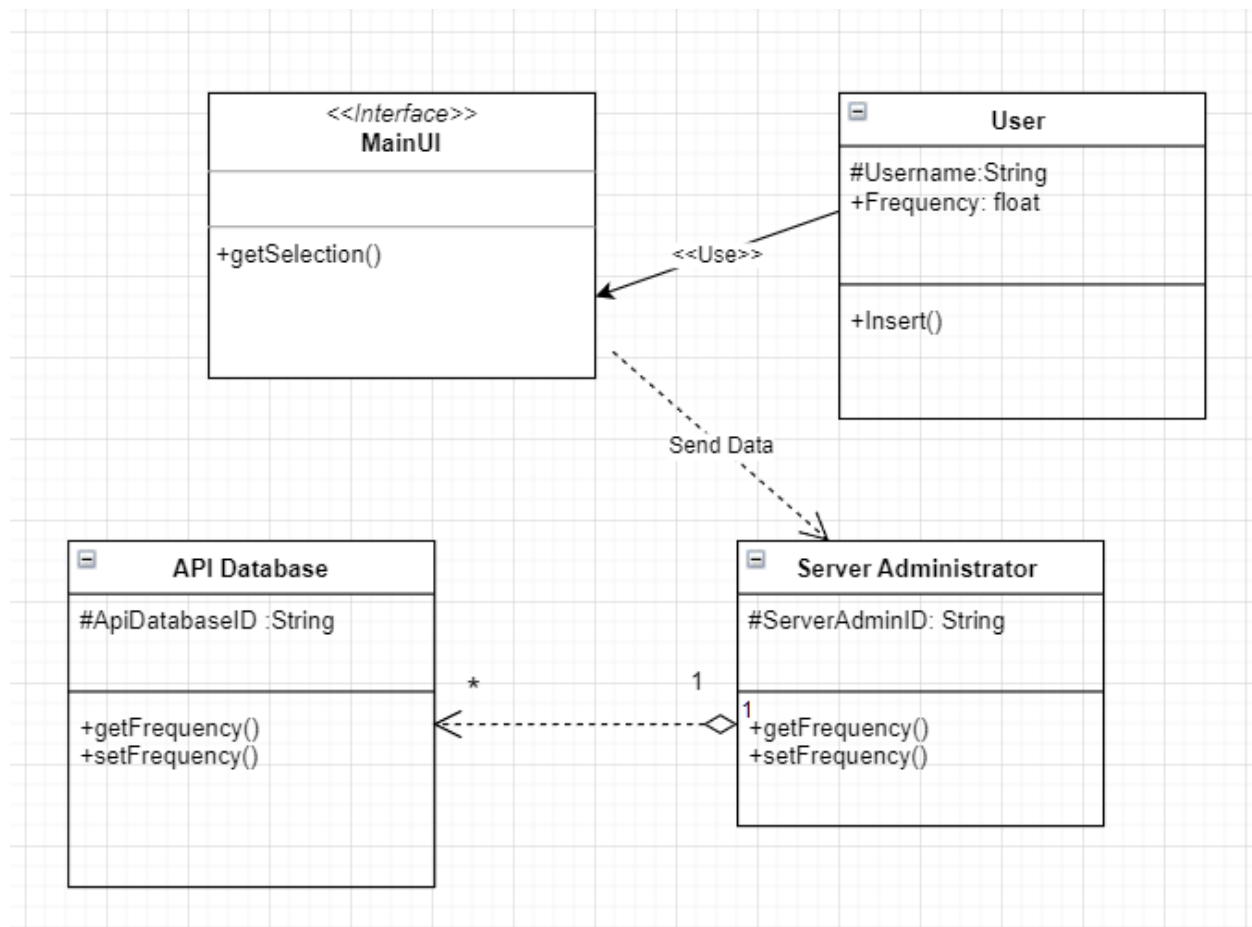 <<Interface>>
MainUI
+getSelection()
User
#Username:String
+Frequency: float
+Insert()
<<Use>>
Send Data
API Database
#ApiDatabaseID :String
+getFrequency()
+setFrequency()
*
1
Server Administrator
#ServerAdminID: String
1
+getFrequency()
+setFrequency()